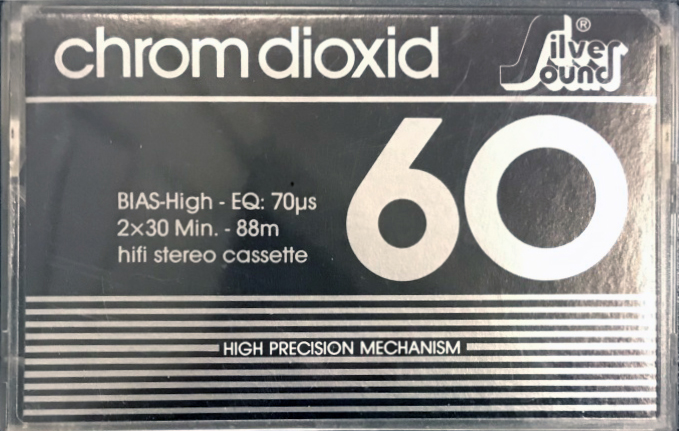 chrom dioxid
Silver Sound ®
60
BIAS-High - EQ: 70µs
2×30 Min. - 88m
hifi stereo cassette
HIGH PRECISION MECHANISM